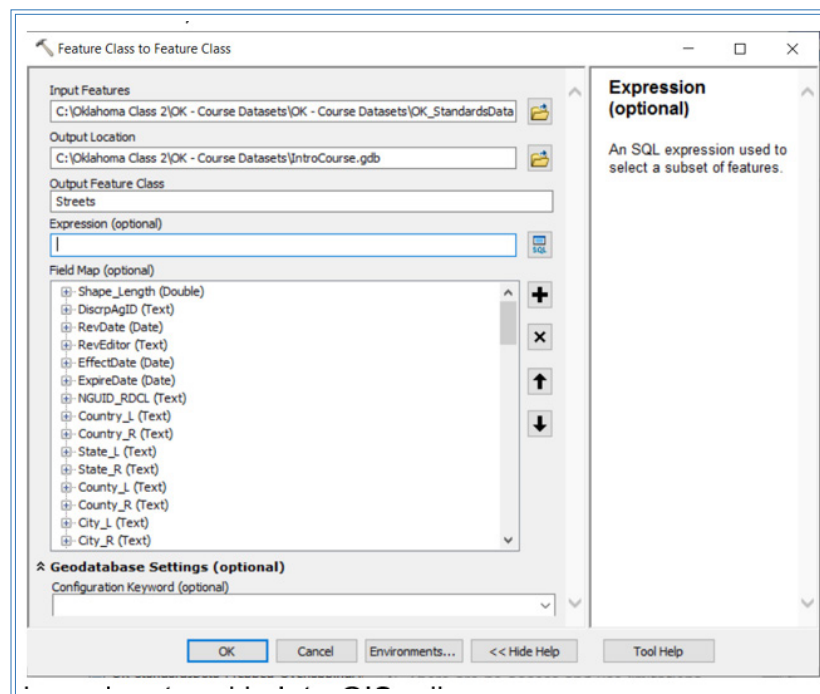 Feature Class to Feature Class
Input Features
C:\Oklahoma Class 2\OK - Course Datasets\OK - Course Datasets\OK_StandardsData
Output Location
C:\Oklahoma Class 2\OK - Course Datasets\IntroCourse.gdb
Output Feature Class
Streets
Expression (optional)
SQL
Field Map (optional)
Shape_Length (Double)
DiscrpAgID (Text)
RevDate (Date)
RevEditor (Text)
EffectDate (Date)
ExpireDate (Date)
NGUID_RDCL (Text)
Country_L (Text)
Country_R (Text)
State_L (Text)
State_R (Text)
County_L (Text)
County_R (Text)
City_L (Text)
City_R (Text)
Geodatabase Settings (optional)
Configuration Keyword (optional)
OK Cancel Environments... << Hide Help Tool Help
Expression
(optional)
An SQL expression used to
select a subset of features.